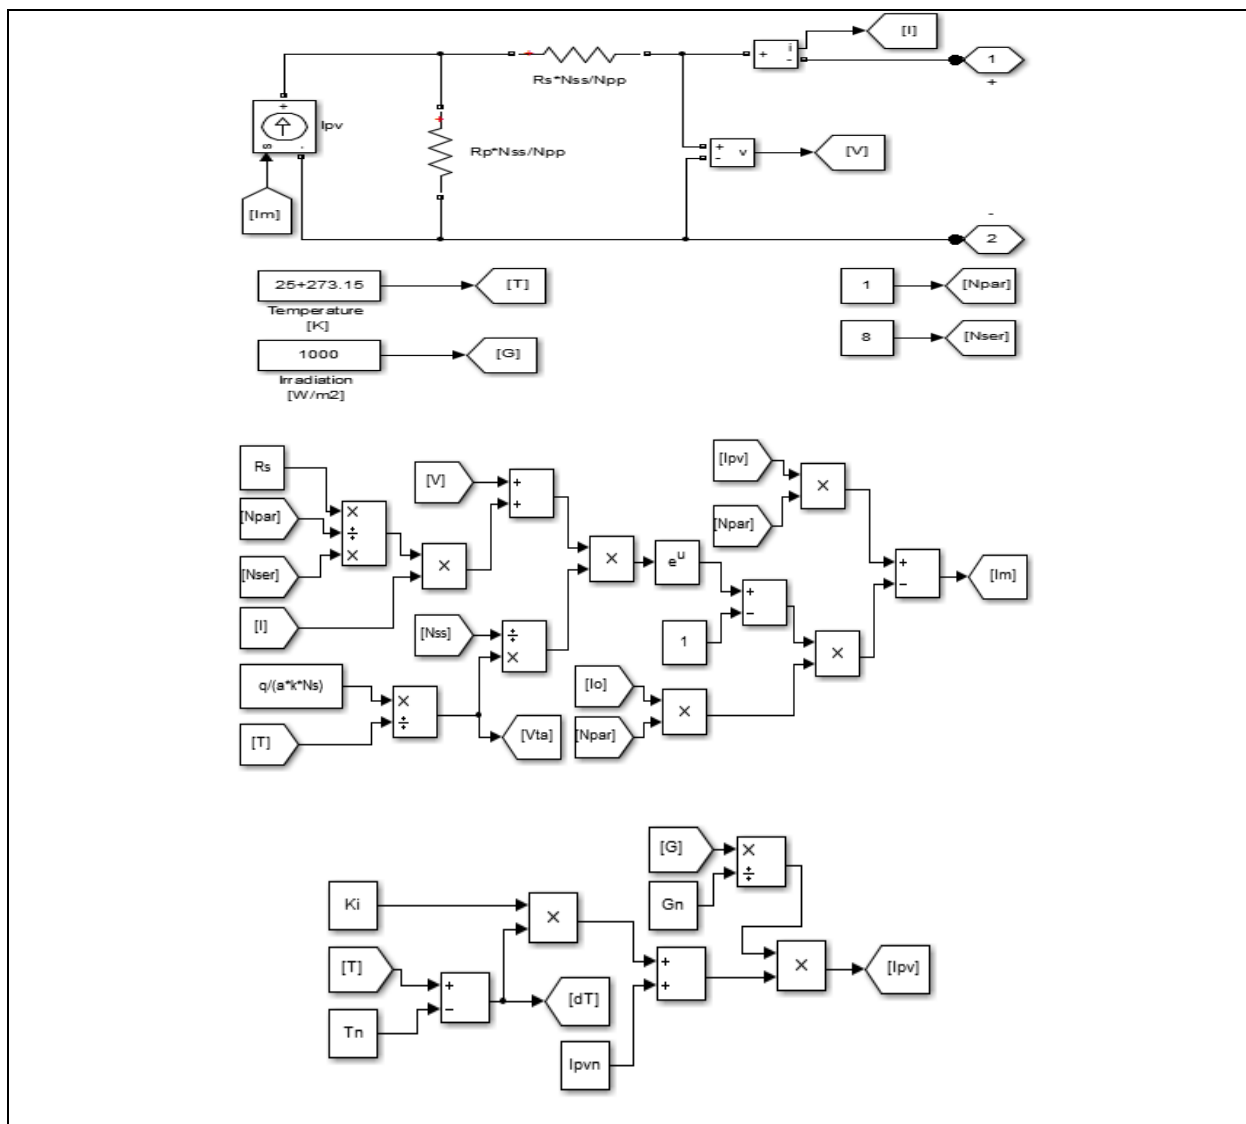 [I]
i
+
-
1
+
Rs*Nss/Npp
+
Ipv
s
-
Rp*Nss/Npp
+
-
v
[V]
[Im]
-
2
25+273.15
[T]
Temperature
[K]
1
[Npar]
1000
[G]
Irradiation
[W/m2]
8
[Nser]
Rs
[Npar]
[Nser]
[I]
×
÷
×
×
[V]
+
+
×
e^u
[Ipv]
[Npar]
×
+
−
[Im]
[Nss]
÷
×
1
+
−
×
q/(a*k*Ns)
[T]
×
÷
[Vta]
[Io]
[Npar]
×
[G]
Gn
×
÷
Ki
×
[T]
Tn
+
−
[dT]
Ipvn
+
+
×
[Ipv]